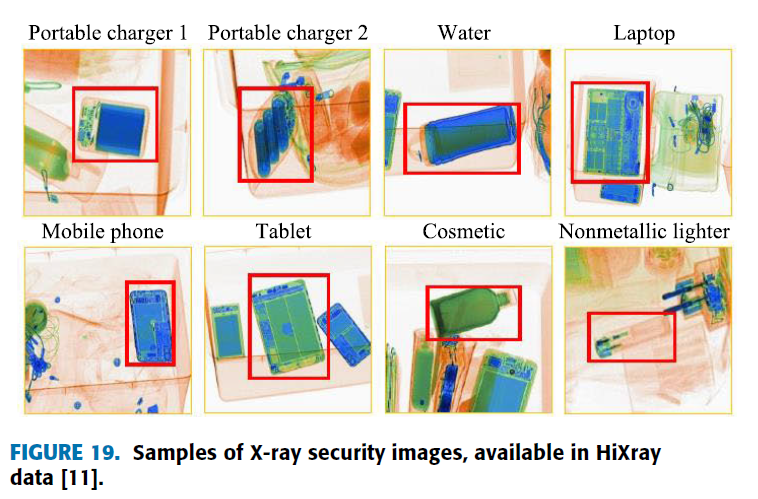 Portable charger 1 Portable charger 2 Water Laptop
Mobile phone Tablet Cosmetic Nonmetallic lighter
FIGURE 19. Samples of X-ray security images, available in HiXray
data [11].